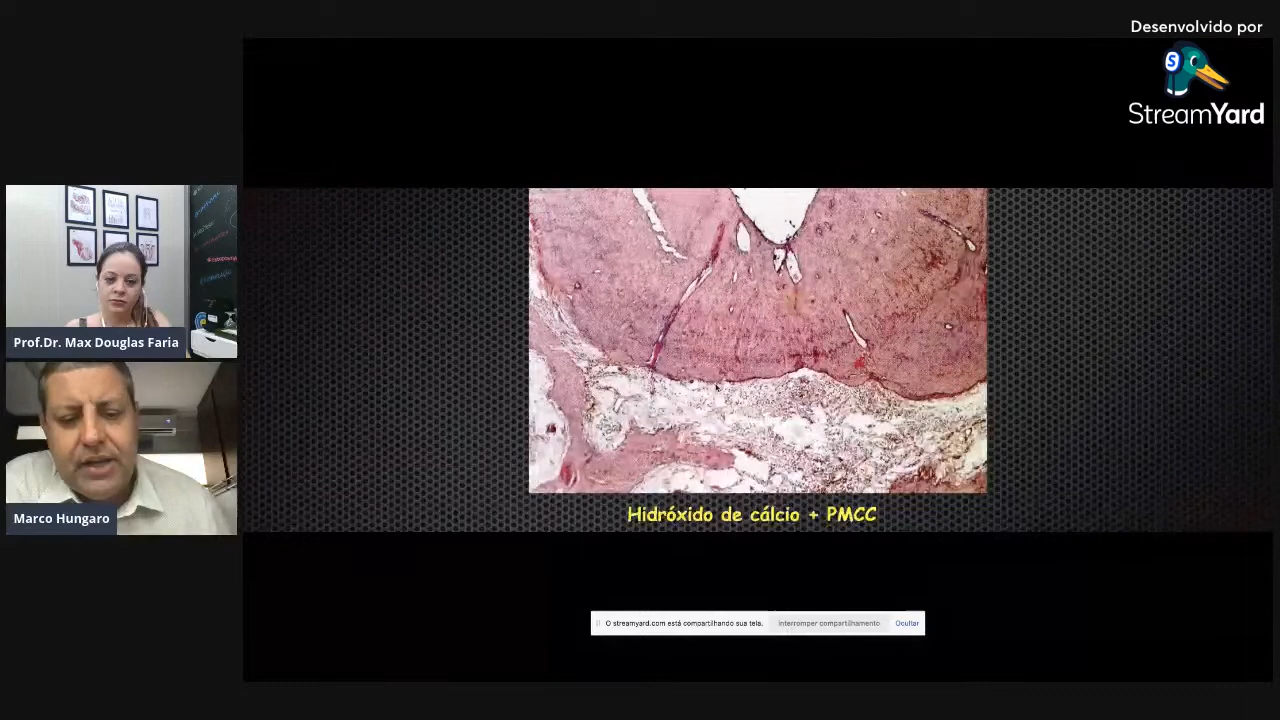 Desenvolvido por
StreamYard
Prof.Dr. Max Douglas Faria
Marco Hungaro
Hidróxido de cálcio + PMCC
O streamyard.com está compartilhando sua tela.
Interromper compartilhamento
Ocultar